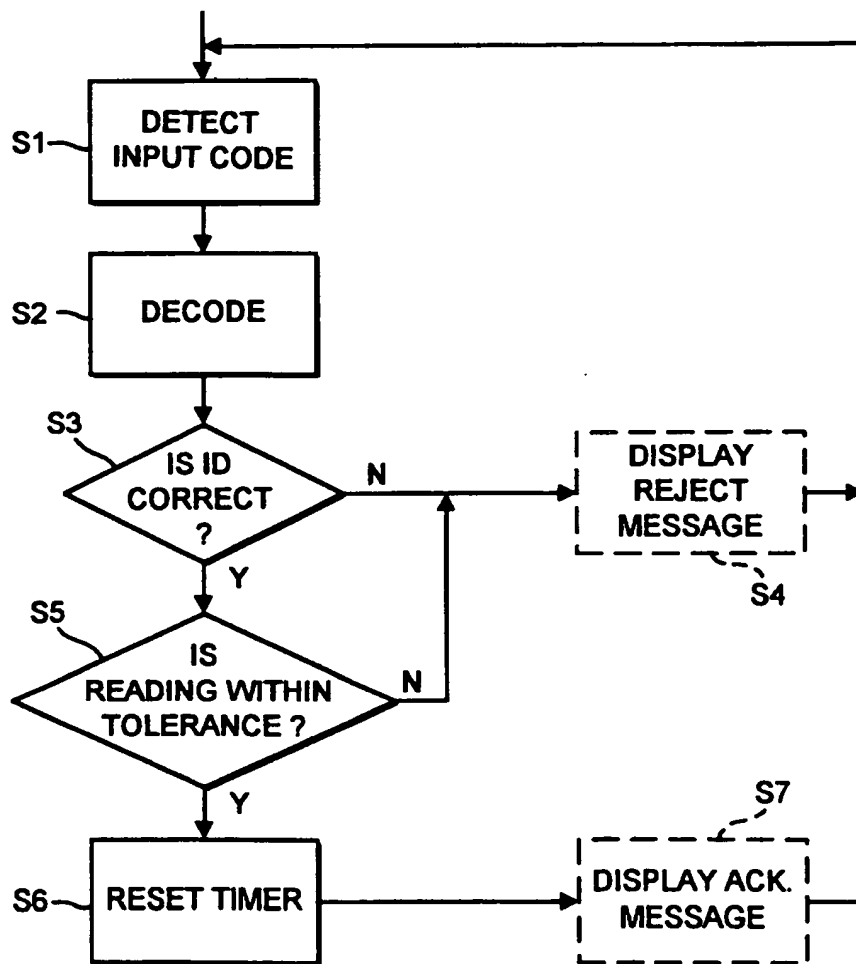 S1
DETECT
INPUT CODE
S2
DECODE
S3
IS ID
CORRECT
?
N
DISPLAY
REJECT
MESSAGE
S4
Y
S5
IS
READING WITHIN
TOLERANCE ?
N
Y
S6
RESET TIMER
S7
DISPLAY ACK.
MESSAGE